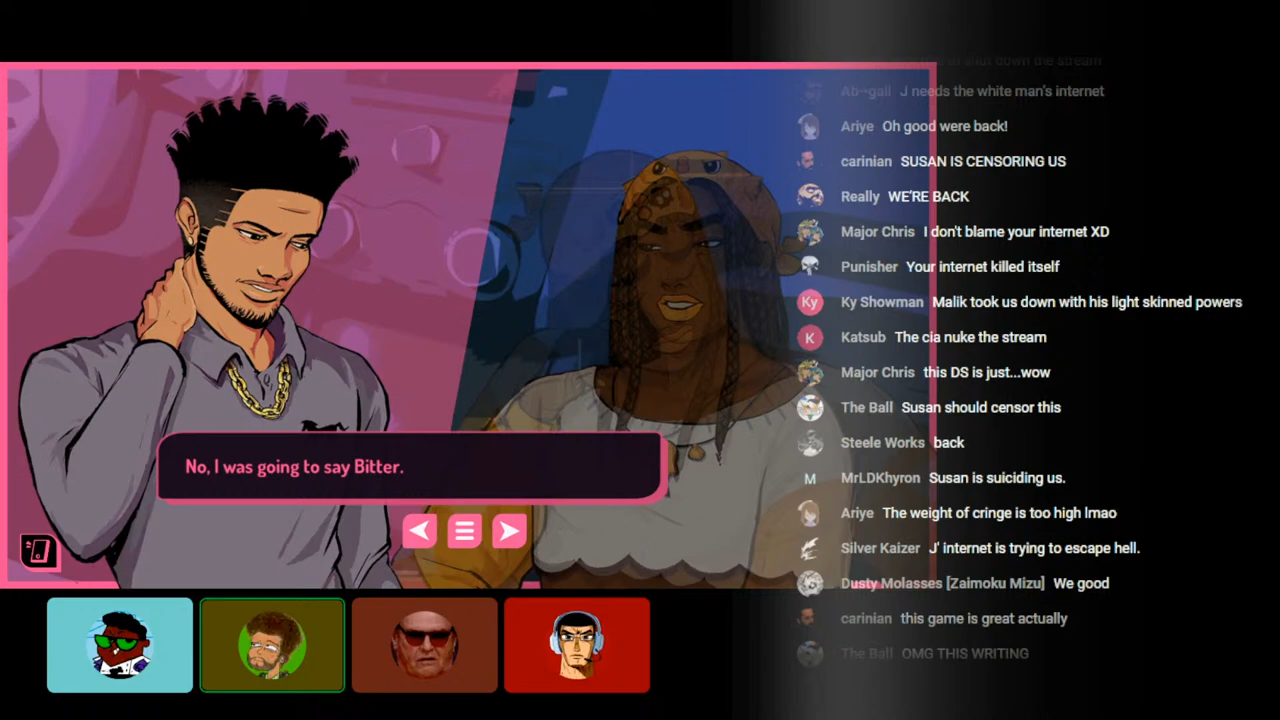 shut down the stream
J needs the white man's internet
Ariye Oh good were back!
carinian SUSAN IS CENSORING US
Really WE'RE BACK
Major Chris I don't blame your internet XD
Punisher Your internet killed itself
Ky Ky Showman Malik took us down with his light skinned powers
K Katsub The cia nuke the stream
Major Chris this DS is just...wow
The Ball Susan should censor this
Steele Works back
No, I was going to say Bitter.
M MrLDKhyron Susan is suiciding us.
Ariye The weight of cringe is too high lmao
Silver Kaizer J' internet is trying to escape hell.
Dusty Molasses [Zaimoku Mizu] We good
carinian this game is great actually
The Ball OMG THIS WRITING